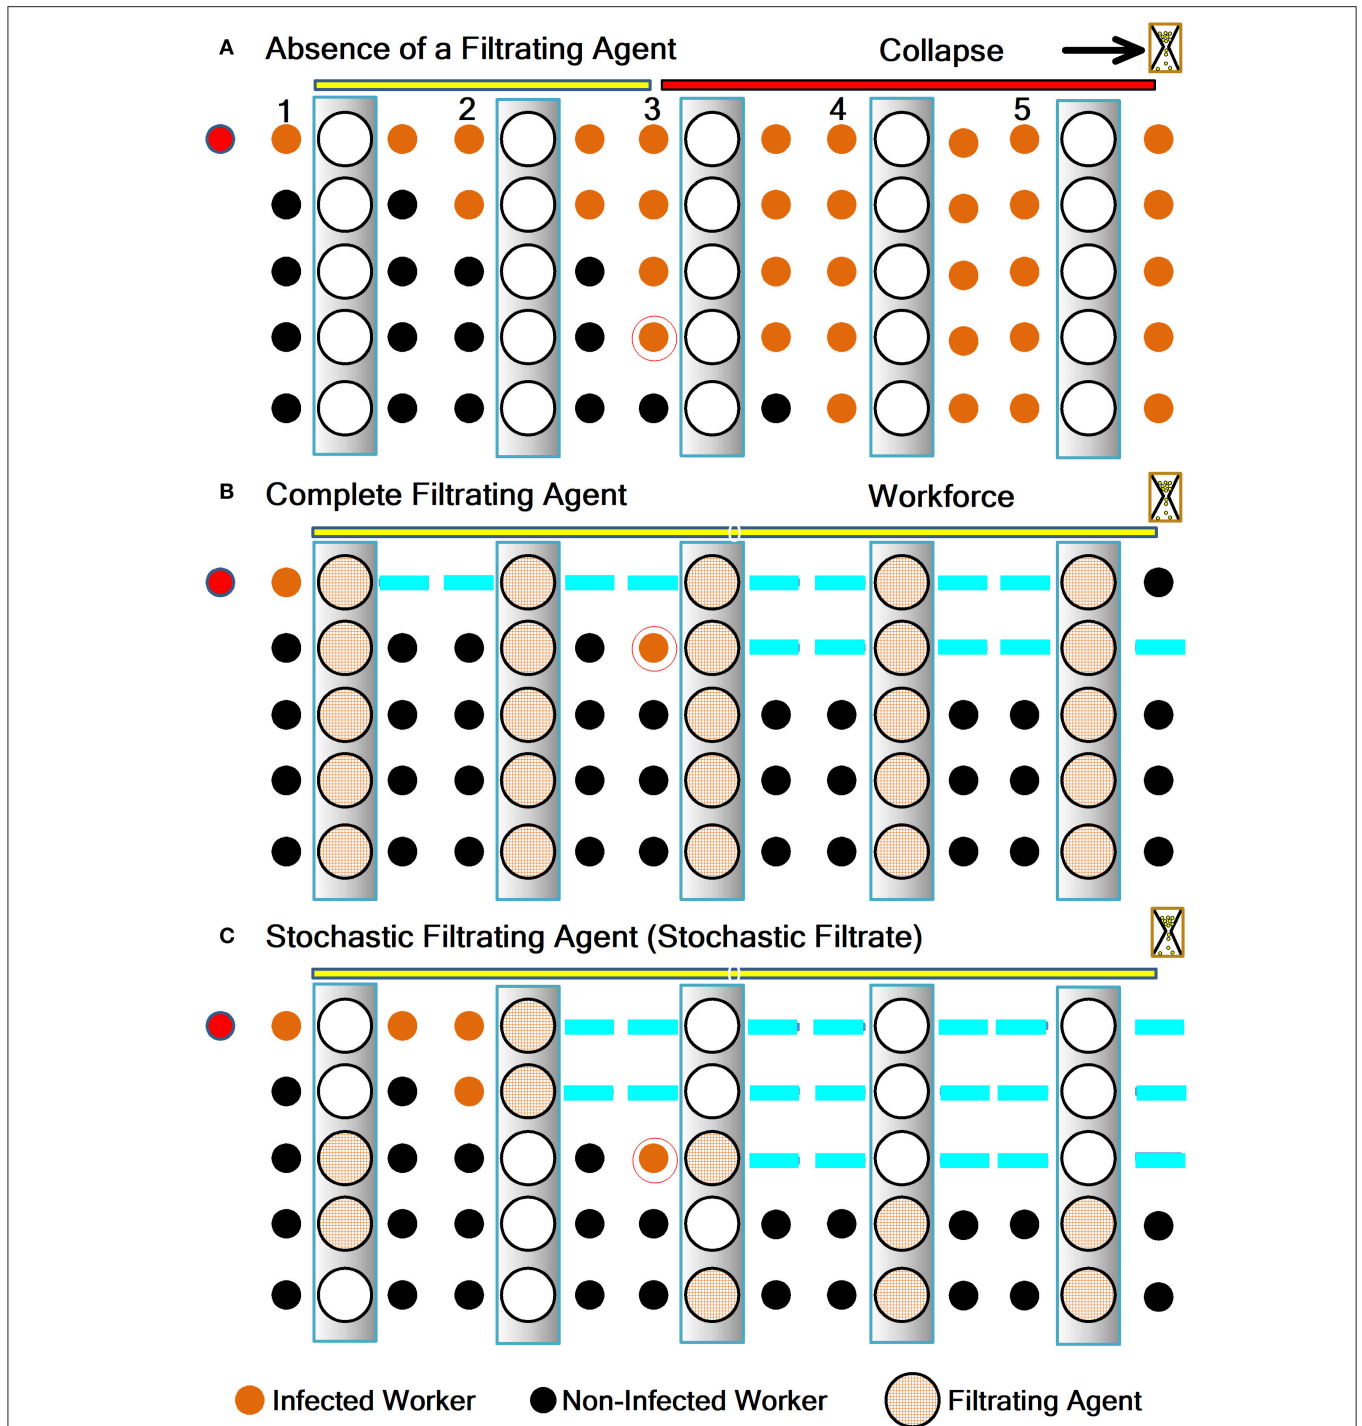 A Absence of a Filtrating Agent Collapse
1 2 3 4 5
B Complete Filtrating Agent Workforce
C Stochastic Filtrating Agent (Stochastic Filtrate)
Infected Worker Non-Infected Worker Filtrating Agent